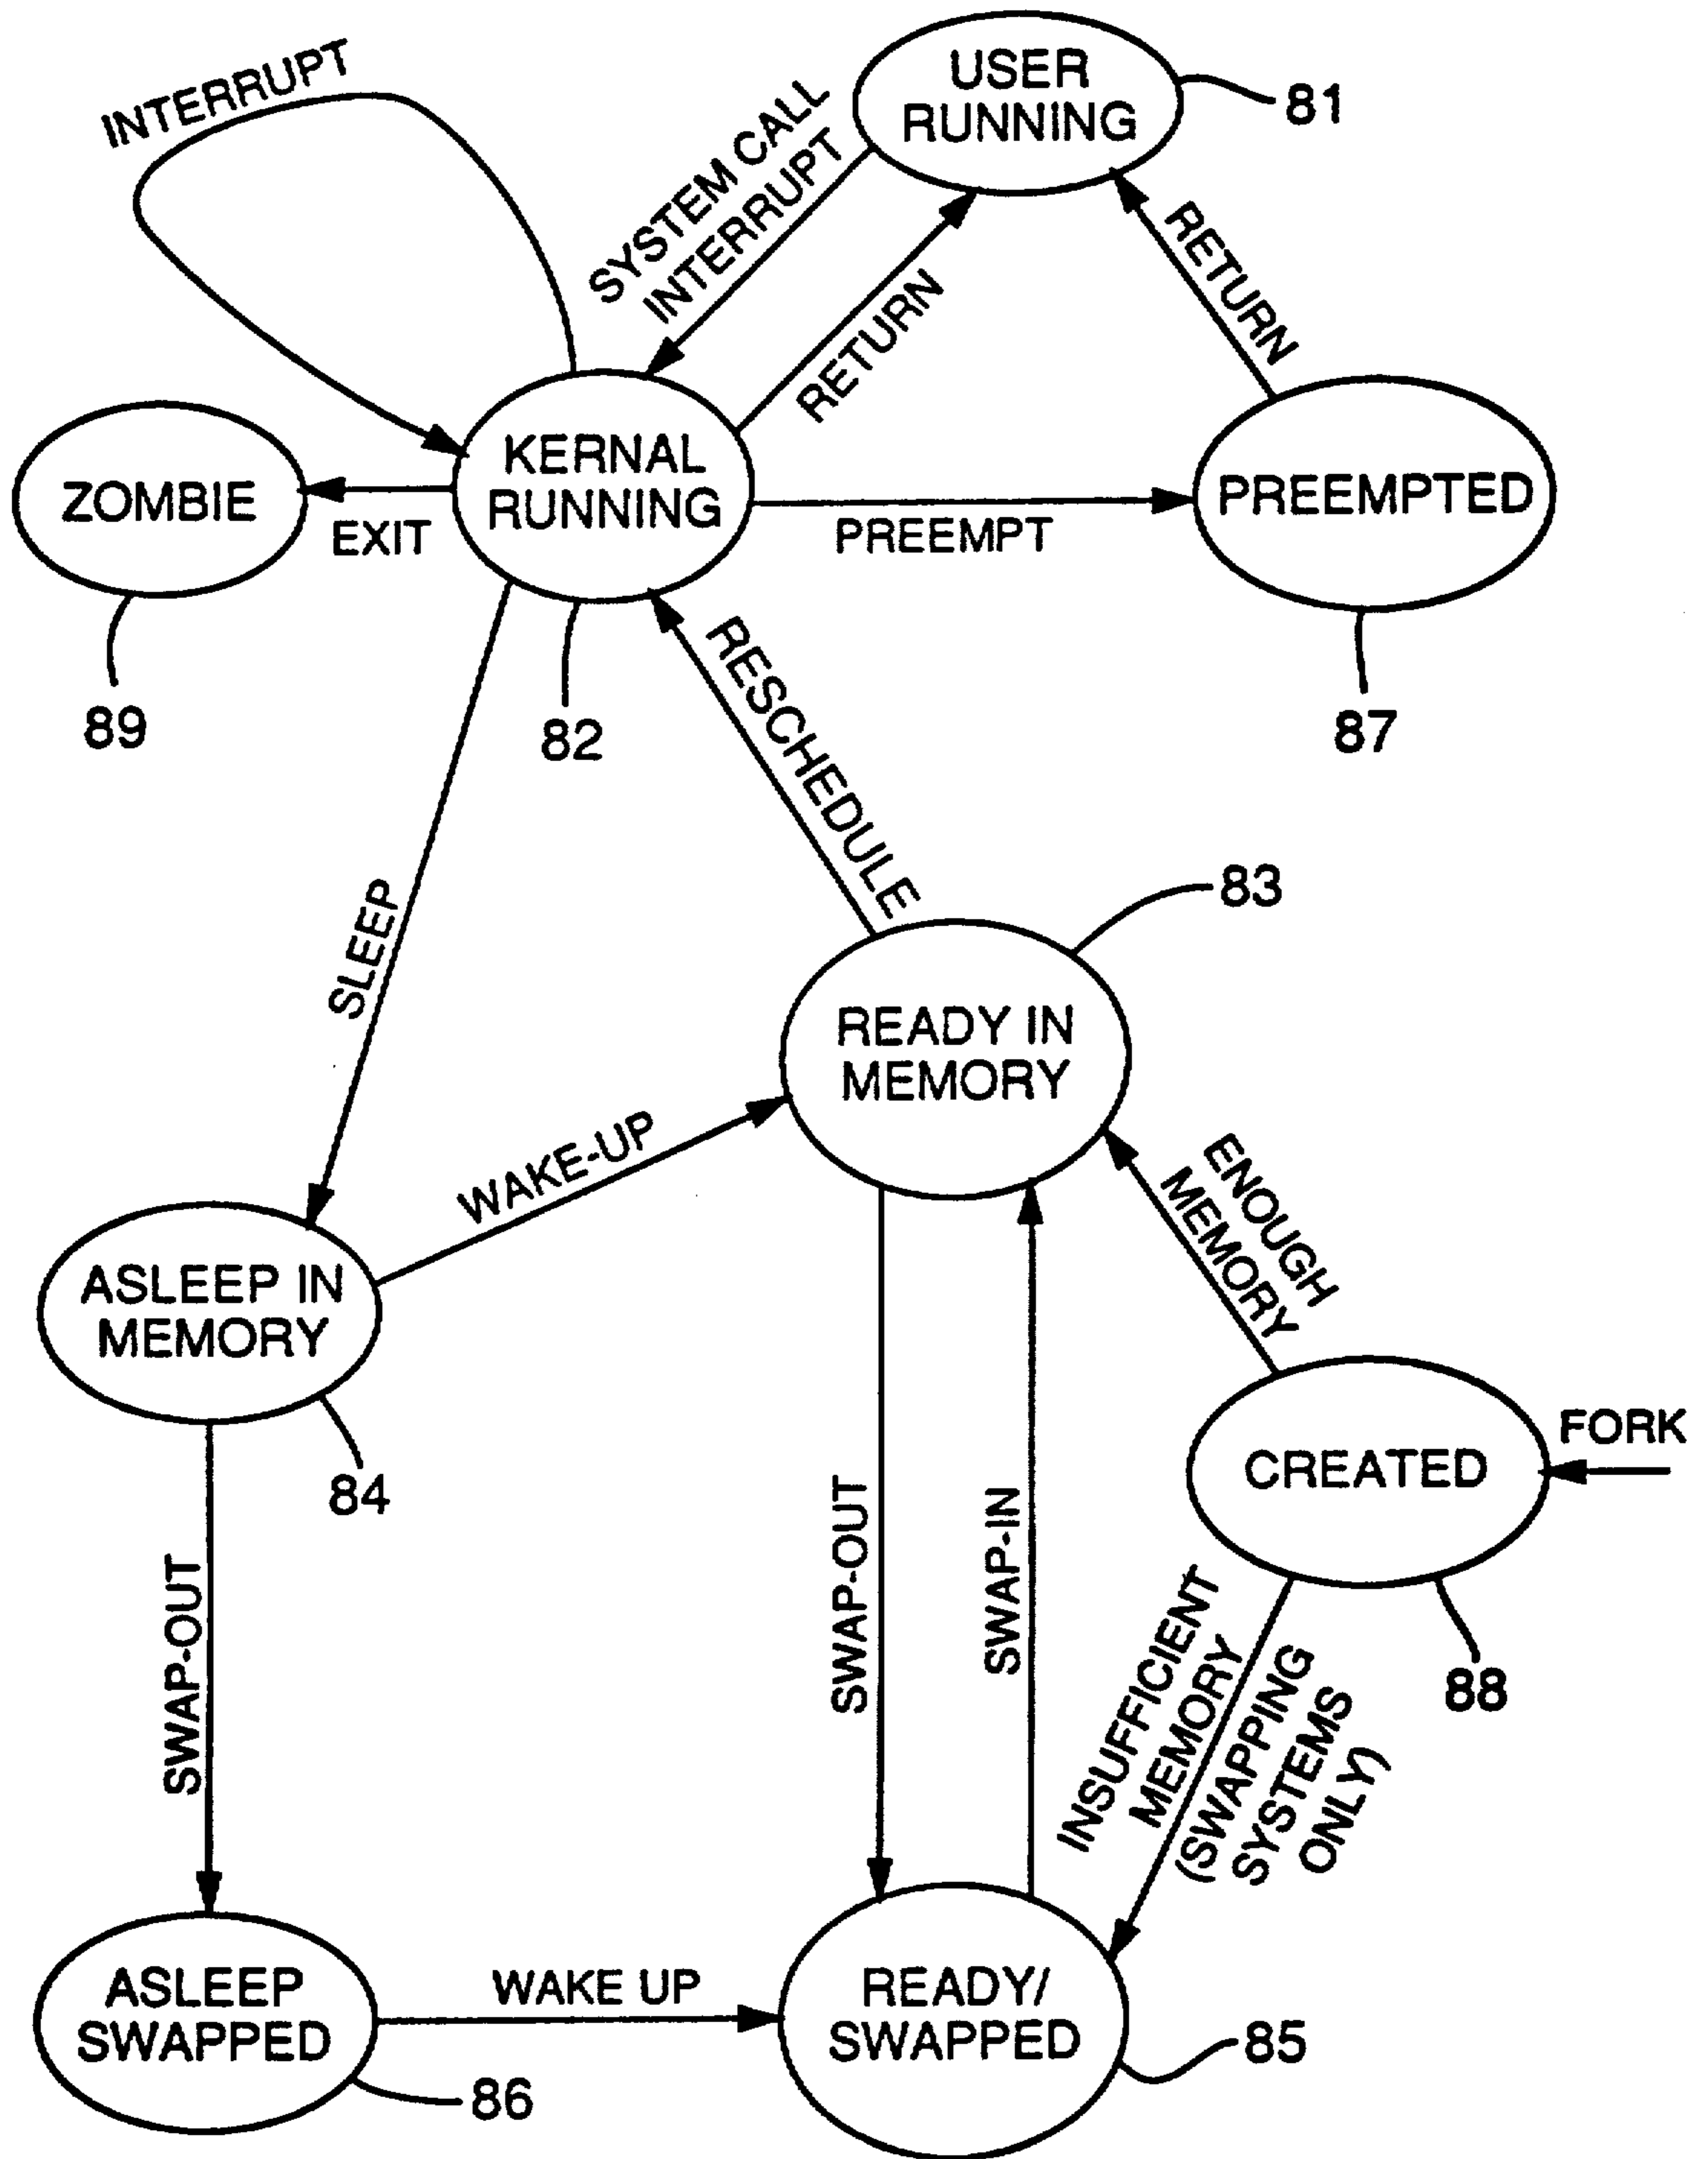 INTERRUPT
SYSTEM CALL
INTERRUPT
USER
RUNNING
81
RETURN
RETURN
ZOMBIE
EXIT
KERNAL
RUNNING
PREEMPT
PREEMPTED
89
82
87
RESCHEDULE
SLEEP
83
READY IN
MEMORY
WAKE-UP
ENOUGH
MEMORY
ASLEEP IN
MEMORY
84
FORK
CREATED
88
SWAP-OUT
SWAP-OUT
SWAP-IN
INSUFFICIENT
MEMORY
(SWAPPING
SYSTEMS
ONLY)
ASLEEP
SWAPPED
WAKE UP
READY/
SWAPPED
85
86